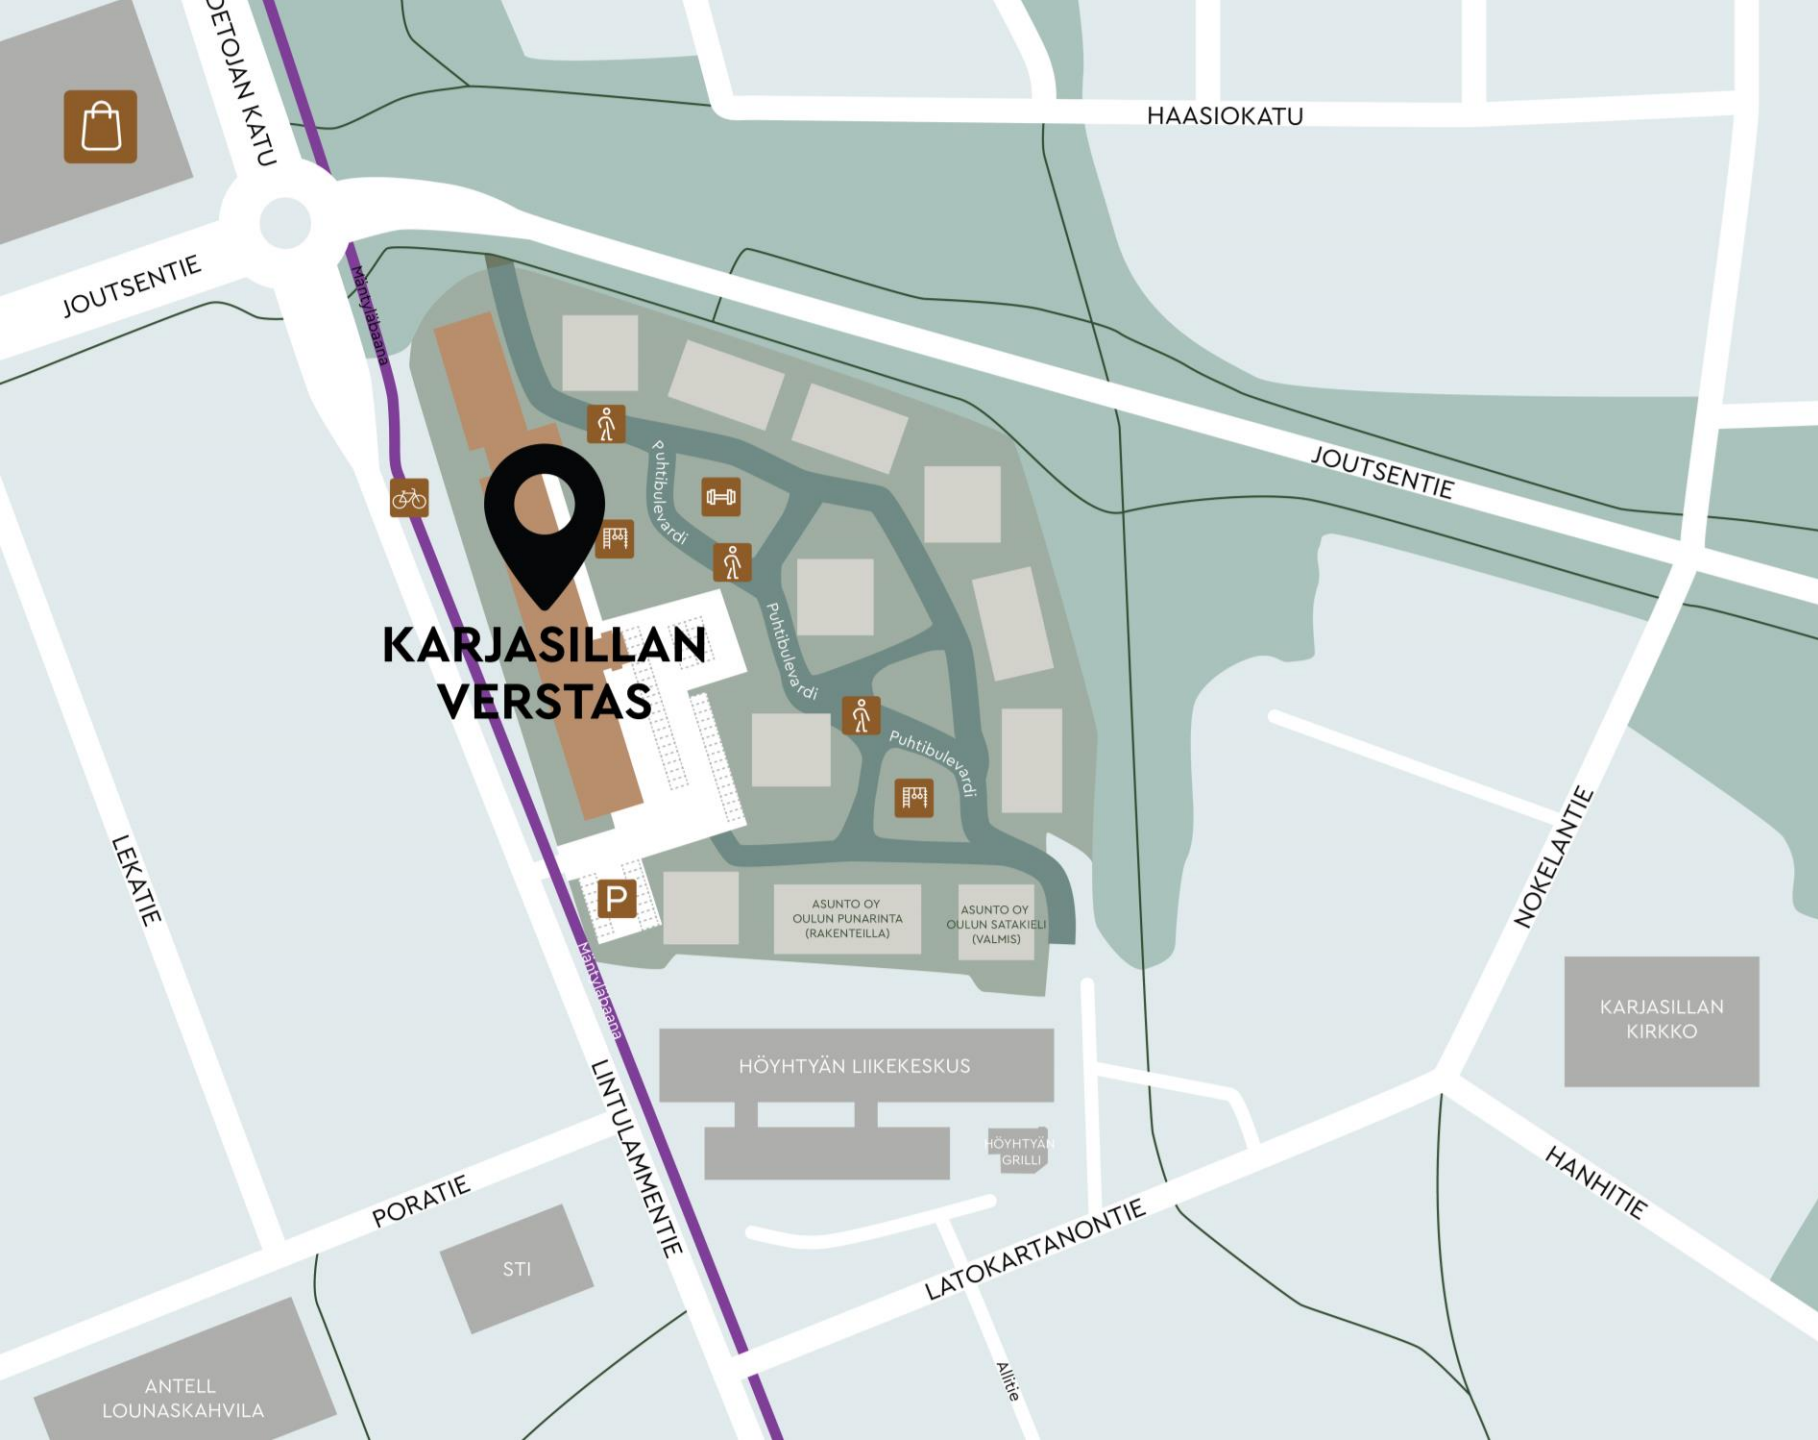 OETOJAN KATU
HAASIOKATU
JOUTSENTIE
Mäntyläbaana
JOUTSENTIE
Puhtibulevardi
Puhtibulevardi
Puhtibulevardi
KARJASILLAN
VERSTAS
P
LEKATIE
NOKELANTIE
ASUNTO OY
OULUN PUNARINTA
(RAKENTEILLA)
ASUNTO OY
OULUN SATAKIELI
(VALMIS)
Mäntyläbaana
KARJASILLAN
KIRKKO
HÖYHTYÄN LIIKEKESKUS
HÖYHTYÄN
GRILLI
LINTULAMMENTIE
PORATIE
HANHITIE
LATOKARTANONTIE
STI
Allitie
ANTELL
LOUNASKAHVILA